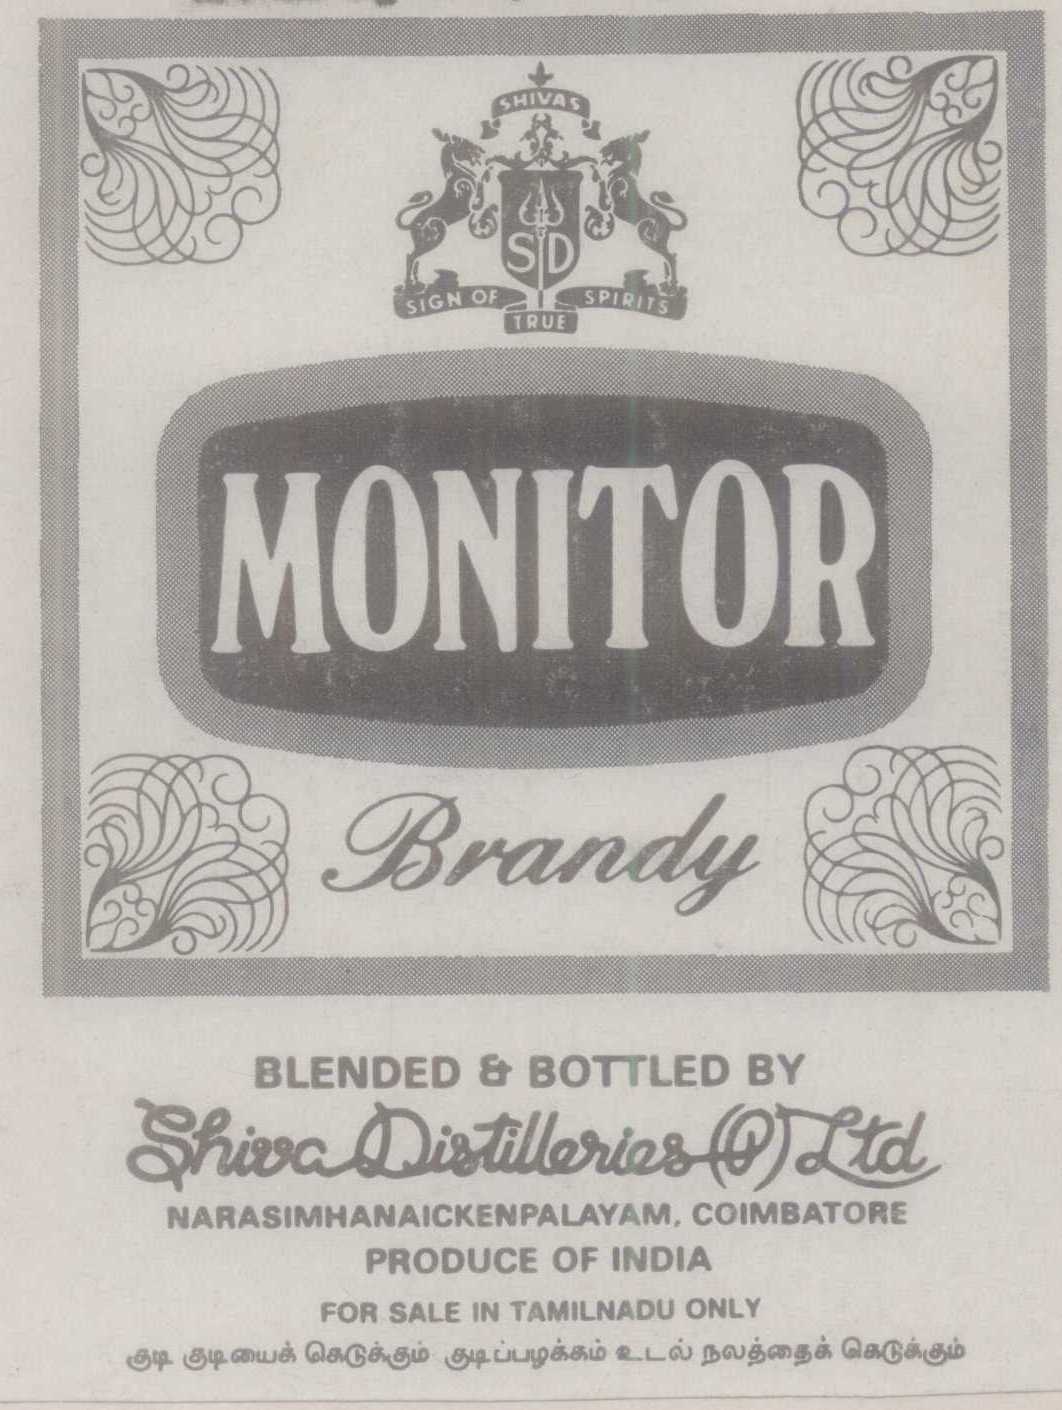 SHIVAS
SD
SIGN OF TRUE SPIRITS
MONITOR
Brandy
BLENDED & BOTTLED BY
Shiva Distilleries (P) Ltd
NARASIMHANAICKENPALAYAM, COIMBATORE
PRODUCE OF INDIA
FOR SALE IN TAMILNADU ONLY
குடி குடியைக் கெடுக்கும் குடிப்பழக்கம் உடல் நலத்தைக் கெடுக்கும்